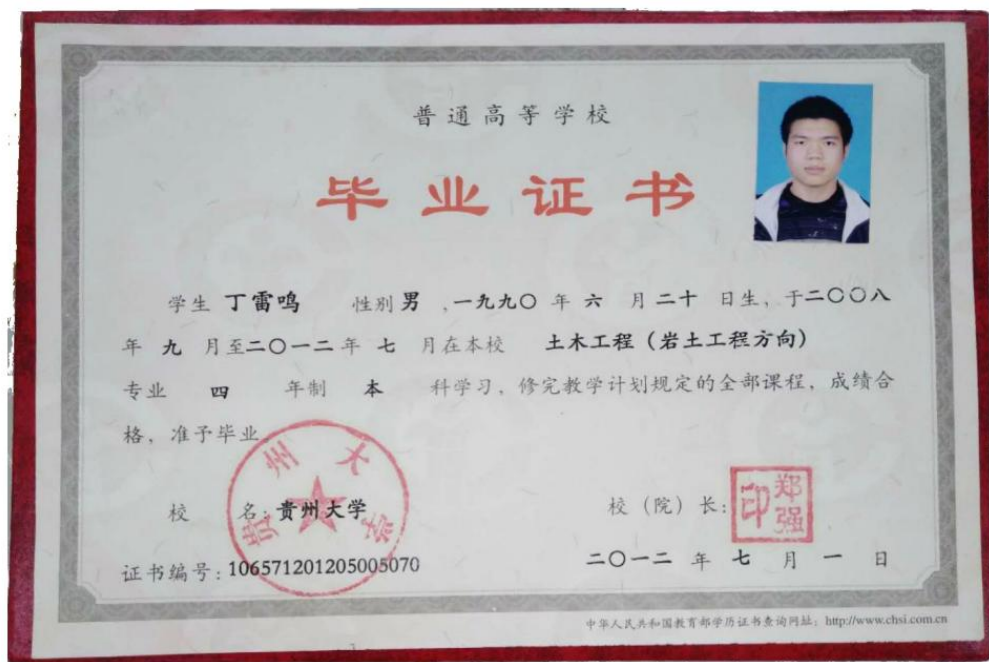 普通高等学校
毕业证书
学生 丁雷鸣 性别 男 ,一九九〇 年 六 月 二十 日生，于二〇〇八
年 九 月至二〇一二年 七 月在本校 土木工程（岩土工程方向）
专业 四 年制 本 科学习，修完教学计划规定的全部课程，成绩合
格，准予毕业
贵州大学
校 名：贵州大学
校（院）长：
郑强印
证书编号：106571201205005070
二〇一二 年 七 月 一 日
中华人民共和国教育部学历证书查询网址：http://www.chsi.com.cn